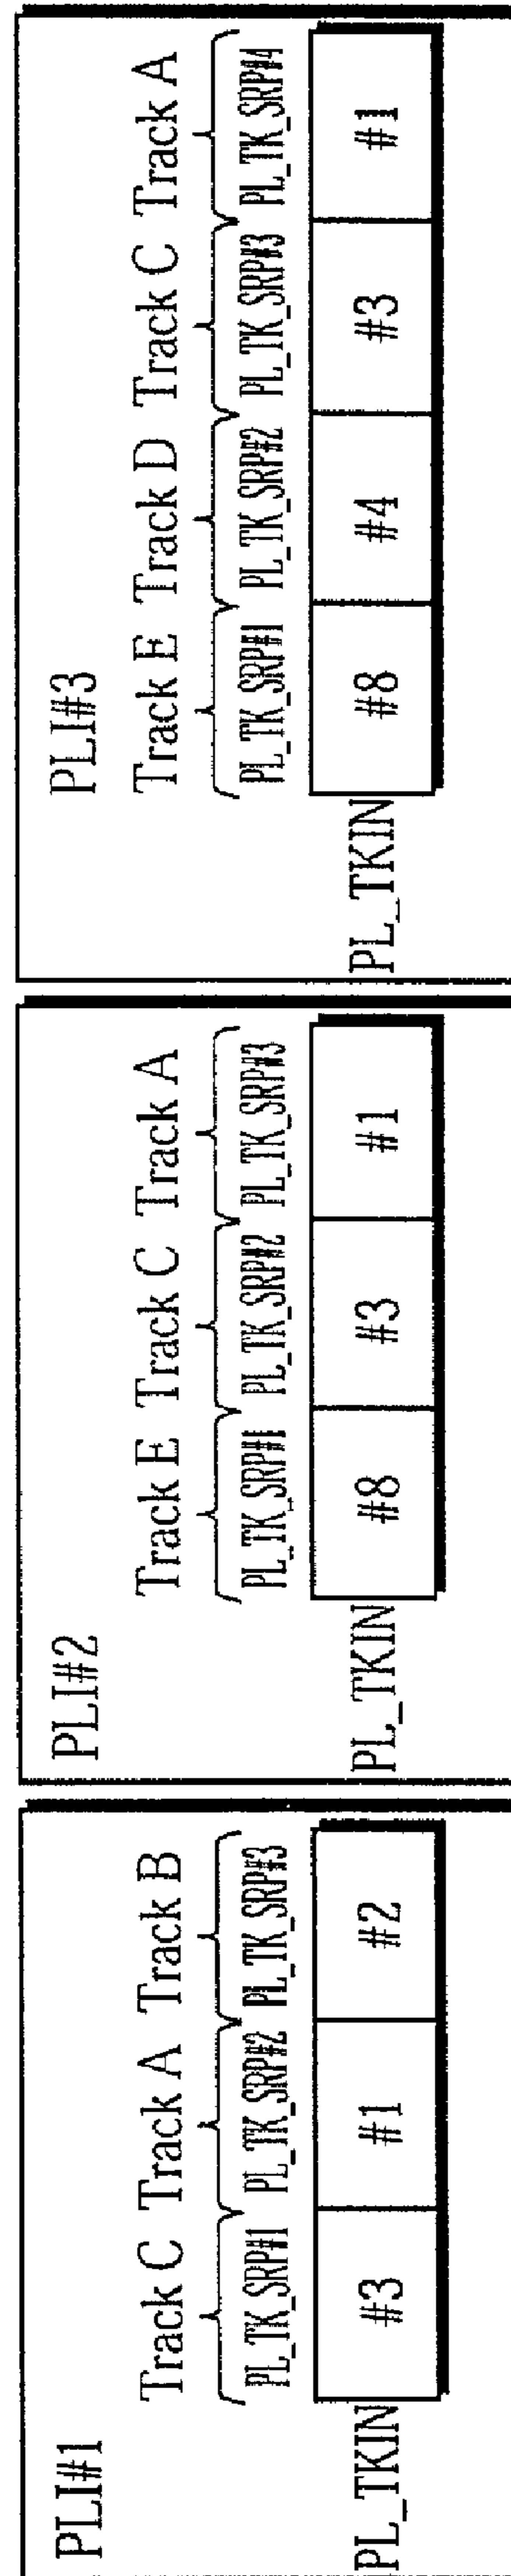 PLI#1
Track C Track A Track B
PL_TK_SRP#1 PL_TK_SRP#2 PL_TK_SRP#3
PL_TKIN #3 #1 #2
PLI#2
Track E Track C Track A
PL_TK_SRP#1 PL_TK_SRP#2 PL_TK_SRP#3
PL_TKIN #8 #3 #1
PLI#3
Track E Track D Track C Track A
PL_TK_SRP#1 PL_TK_SRP#2 PL_TK_SRP#3 PL_TK_SRP#4
PL_TKIN #8 #4 #3 #1